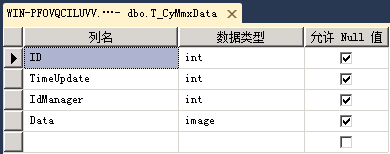 WIN-PFOVQCILUVV.···- dbo.T_CyMmxData
列名 数据类型 允许 Null 值
ID int
TimeUpdate int
IdManager int
Data image